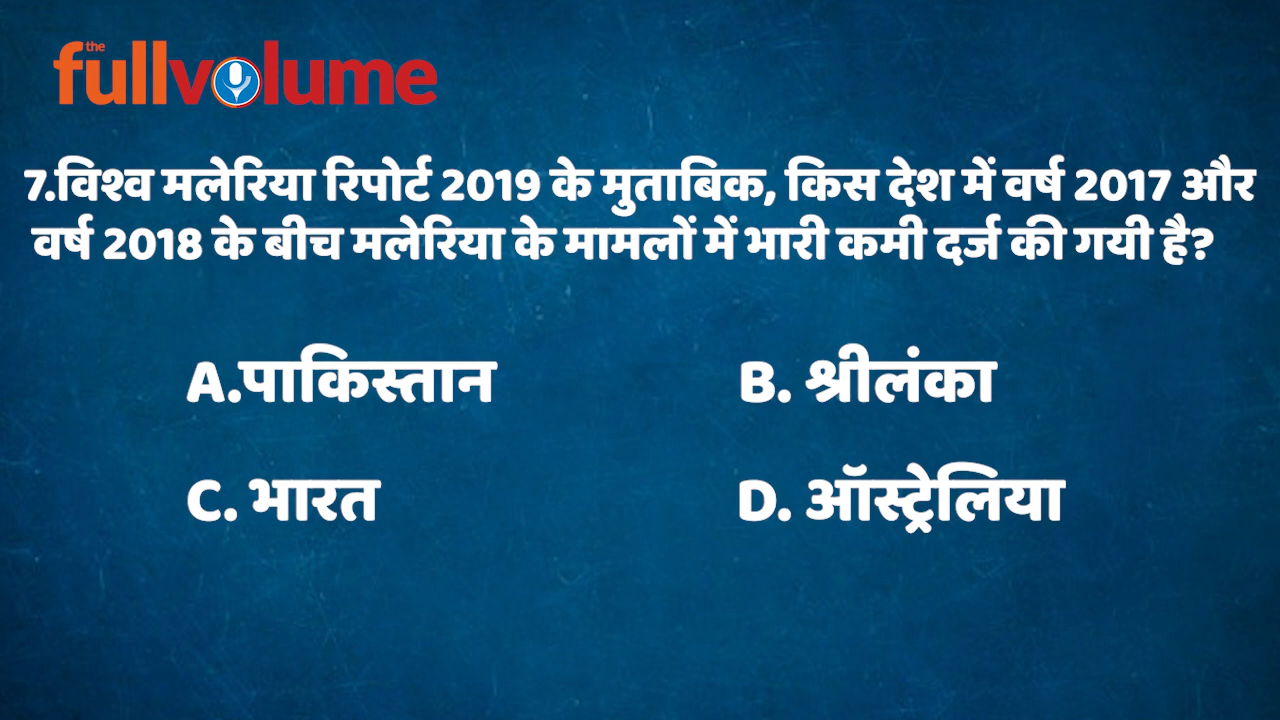 the
fullvolume
7.विश्व मलेरिया रिपोर्ट 2019 के मुताबिक, किस देश में वर्ष 2017 और
वर्ष 2018 के बीच मलेरिया के मामलों में भारी कमी दर्ज की गयी है?
A.पाकिस्तान
B. श्रीलंका
C. भारत
D. ऑस्ट्रेलिया